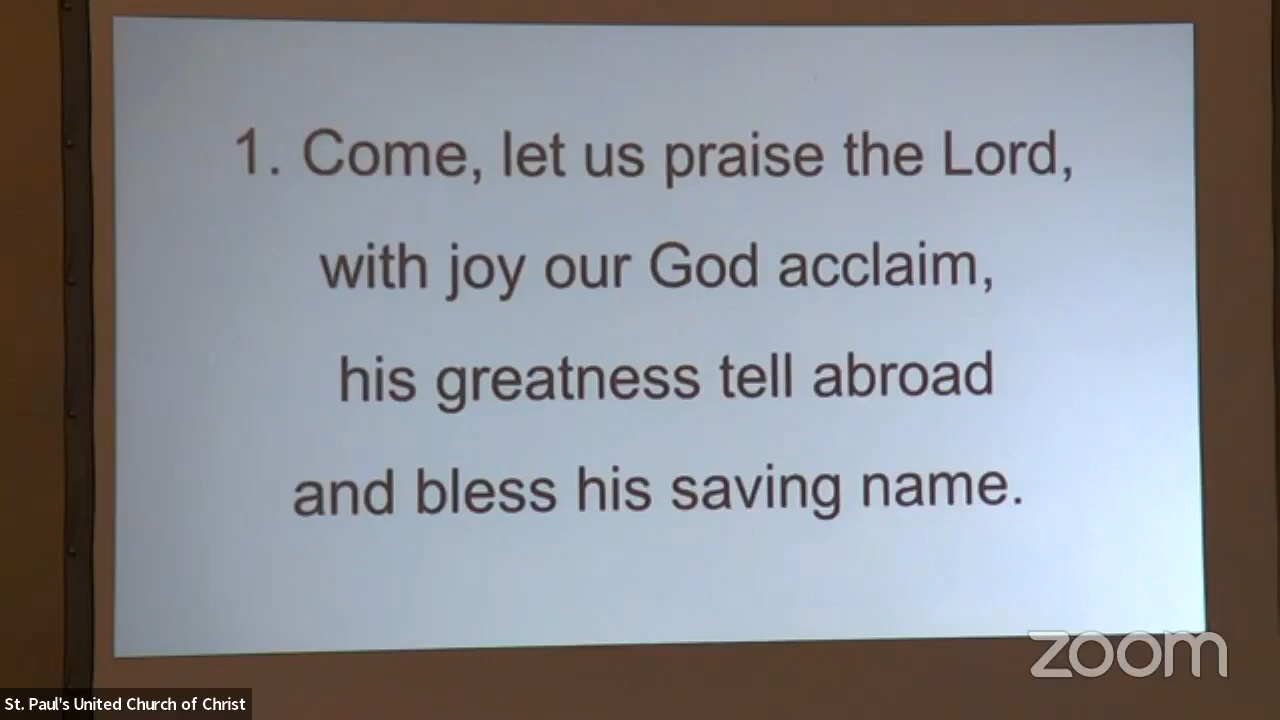 1. Come, let us praise the Lord,
with joy our God acclaim,
his greatness tell abroad
and bless his saving name.
zoom
St. Paul's United Church of Christ